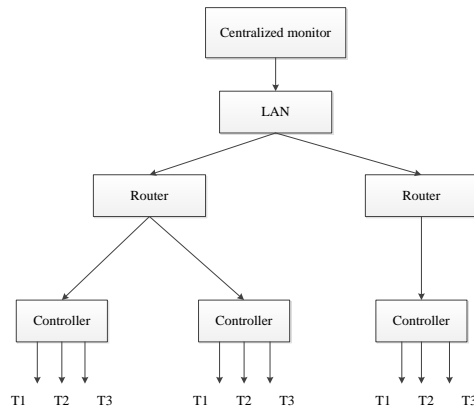 Centralized monitor
LAN
Router Router
Controller Controller Controller
T1 T2 T3 T1 T2 T3 T1 T2 T3